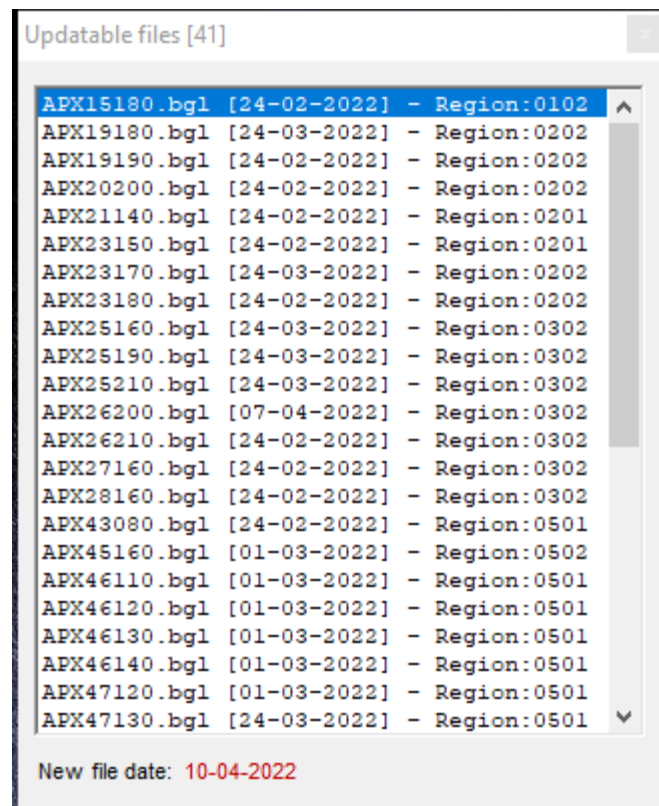 Updatable files [41]
x
APX15180.bgl [24-02-2022] - Region:0102
APX19180.bgl [24-03-2022] - Region:0202
APX19190.bgl [24-02-2022] - Region:0202
APX20200.bgl [24-02-2022] - Region:0202
APX21140.bgl [24-02-2022] - Region:0201
APX23150.bgl [24-02-2022] - Region:0201
APX23170.bgl [24-03-2022] - Region:0202
APX23180.bgl [24-02-2022] - Region:0202
APX25160.bgl [24-03-2022] - Region:0302
APX25190.bgl [24-03-2022] - Region:0302
APX25210.bgl [24-03-2022] - Region:0302
APX26200.bgl [07-04-2022] - Region:0302
APX26210.bgl [24-02-2022] - Region:0302
APX27160.bgl [24-02-2022] - Region:0302
APX28160.bgl [24-02-2022] - Region:0302
APX43080.bgl [24-02-2022] - Region:0501
APX45160.bgl [01-03-2022] - Region:0502
APX46110.bgl [01-03-2022] - Region:0501
APX46120.bgl [01-03-2022] - Region:0501
APX46130.bgl [01-03-2022] - Region:0501
APX46140.bgl [01-03-2022] - Region:0501
APX47120.bgl [01-03-2022] - Region:0501
APX47130.bgl [24-03-2022] - Region:0501
New file date: 10-04-2022